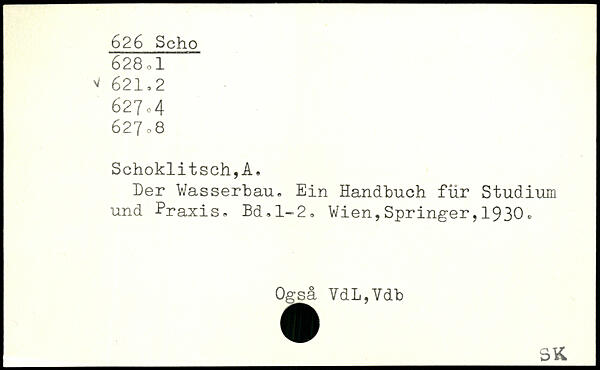 626 Scho
628.1
√ 621.2
627.4
627.8
Schoklitsch,A.
Der Wasserbau. Ein Handbuch für Studium
und Praxis. Bd.1-2. Wien,Springer,1930.
Også VdL,Vdb
SK